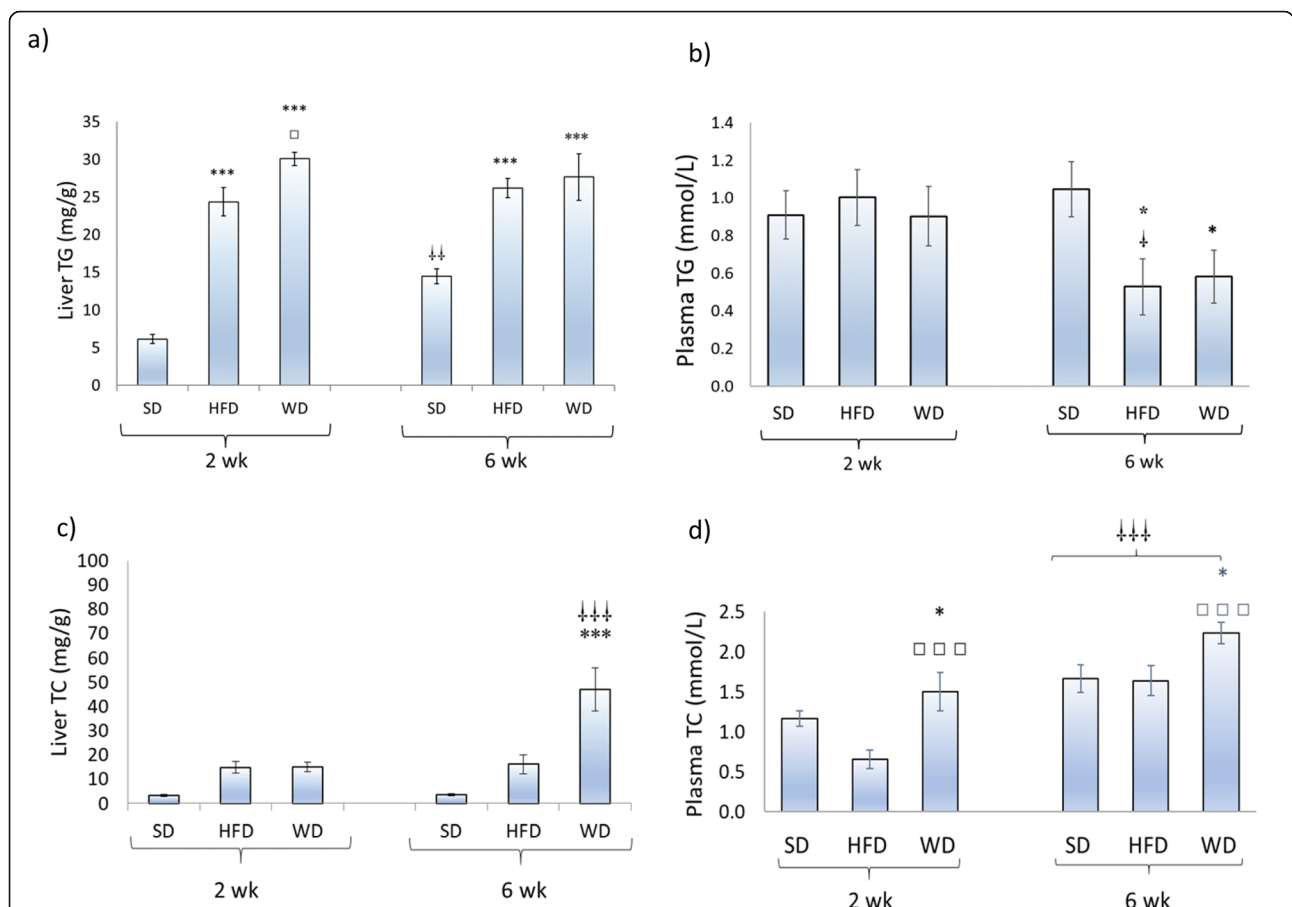 a)
***
***
□
***
***
‡‡
Liver TG (mg/g)
35
30
25
20
15
10
5
0
SD HFD WD SD HFD WD
2 wk 6 wk
b)
*
‡
*
Plasma TG (mmol/L)
1.4
1.2
1.0
0.8
0.6
0.4
0.2
0.0
SD HFD WD SD HFD WD
2 wk 6 wk
c)
‡‡‡
***
Liver TC (mg/g)
100
90
80
70
60
50
40
30
20
10
0
SD HFD WD SD HFD WD
2 wk 6 wk
d)
‡‡‡
*
*
□ □ □
□ □ □
Plasma TC (mmol/L)
2.5
2.0
1.5
1.0
0.5
0.0
SD HFD WD SD HFD WD
2 wk 6 wk